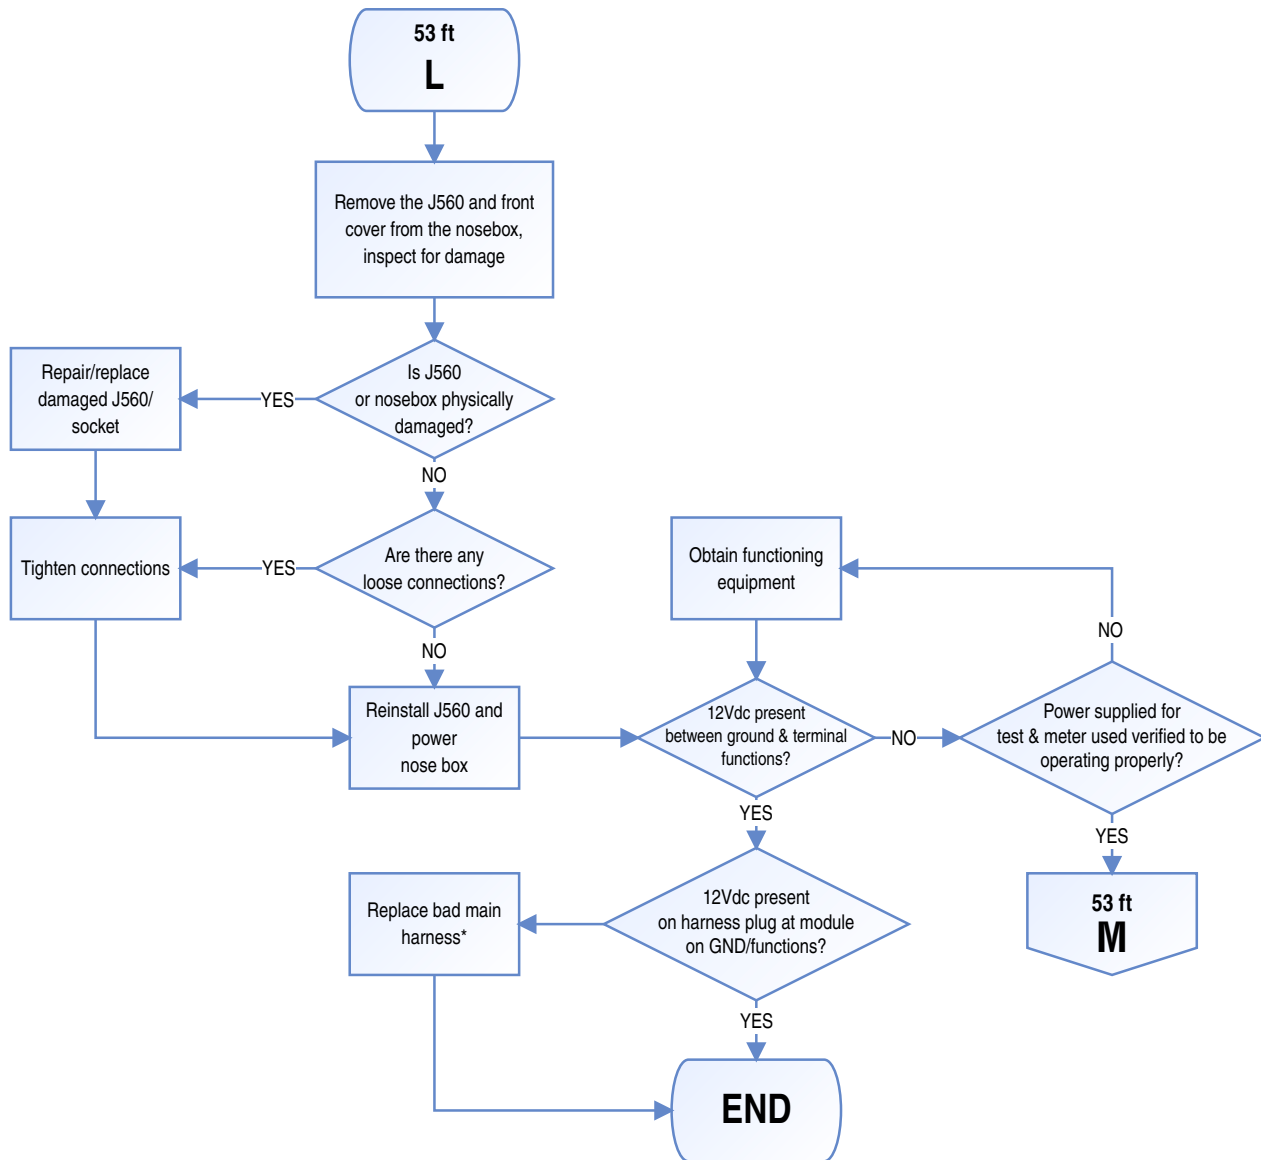 53 ft
L
Remove the J560 and front
cover from the nosebox,
inspect for damage
Is J560
or nosebox physically
damaged?
YES
Repair/replace
damaged J560/
socket
NO
Are there any
loose connections?
YES
Tighten connections
NO
Reinstall J560 and
power
nose box
Obtain functioning
equipment
12Vdc present
between ground & terminal
functions?
NO
Power supplied for
test & meter used verified to be
operating properly?
NO
YES
53 ft
M
YES
12Vdc present
on harness plug at module
on GND/functions?
Replace bad main
harness*
YES
END